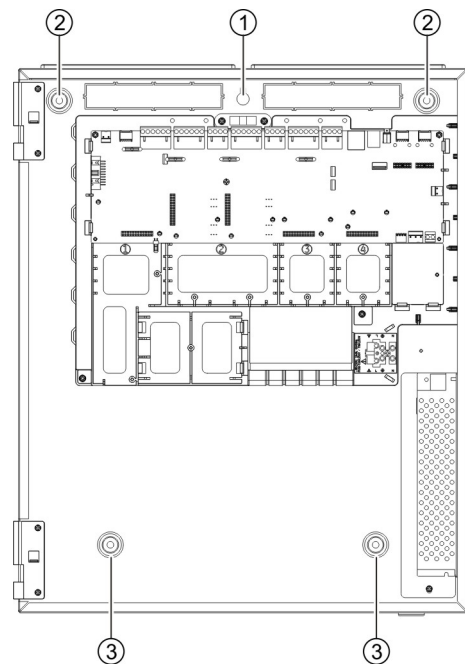 ② ① ②
① ② ③ ④
③ ③